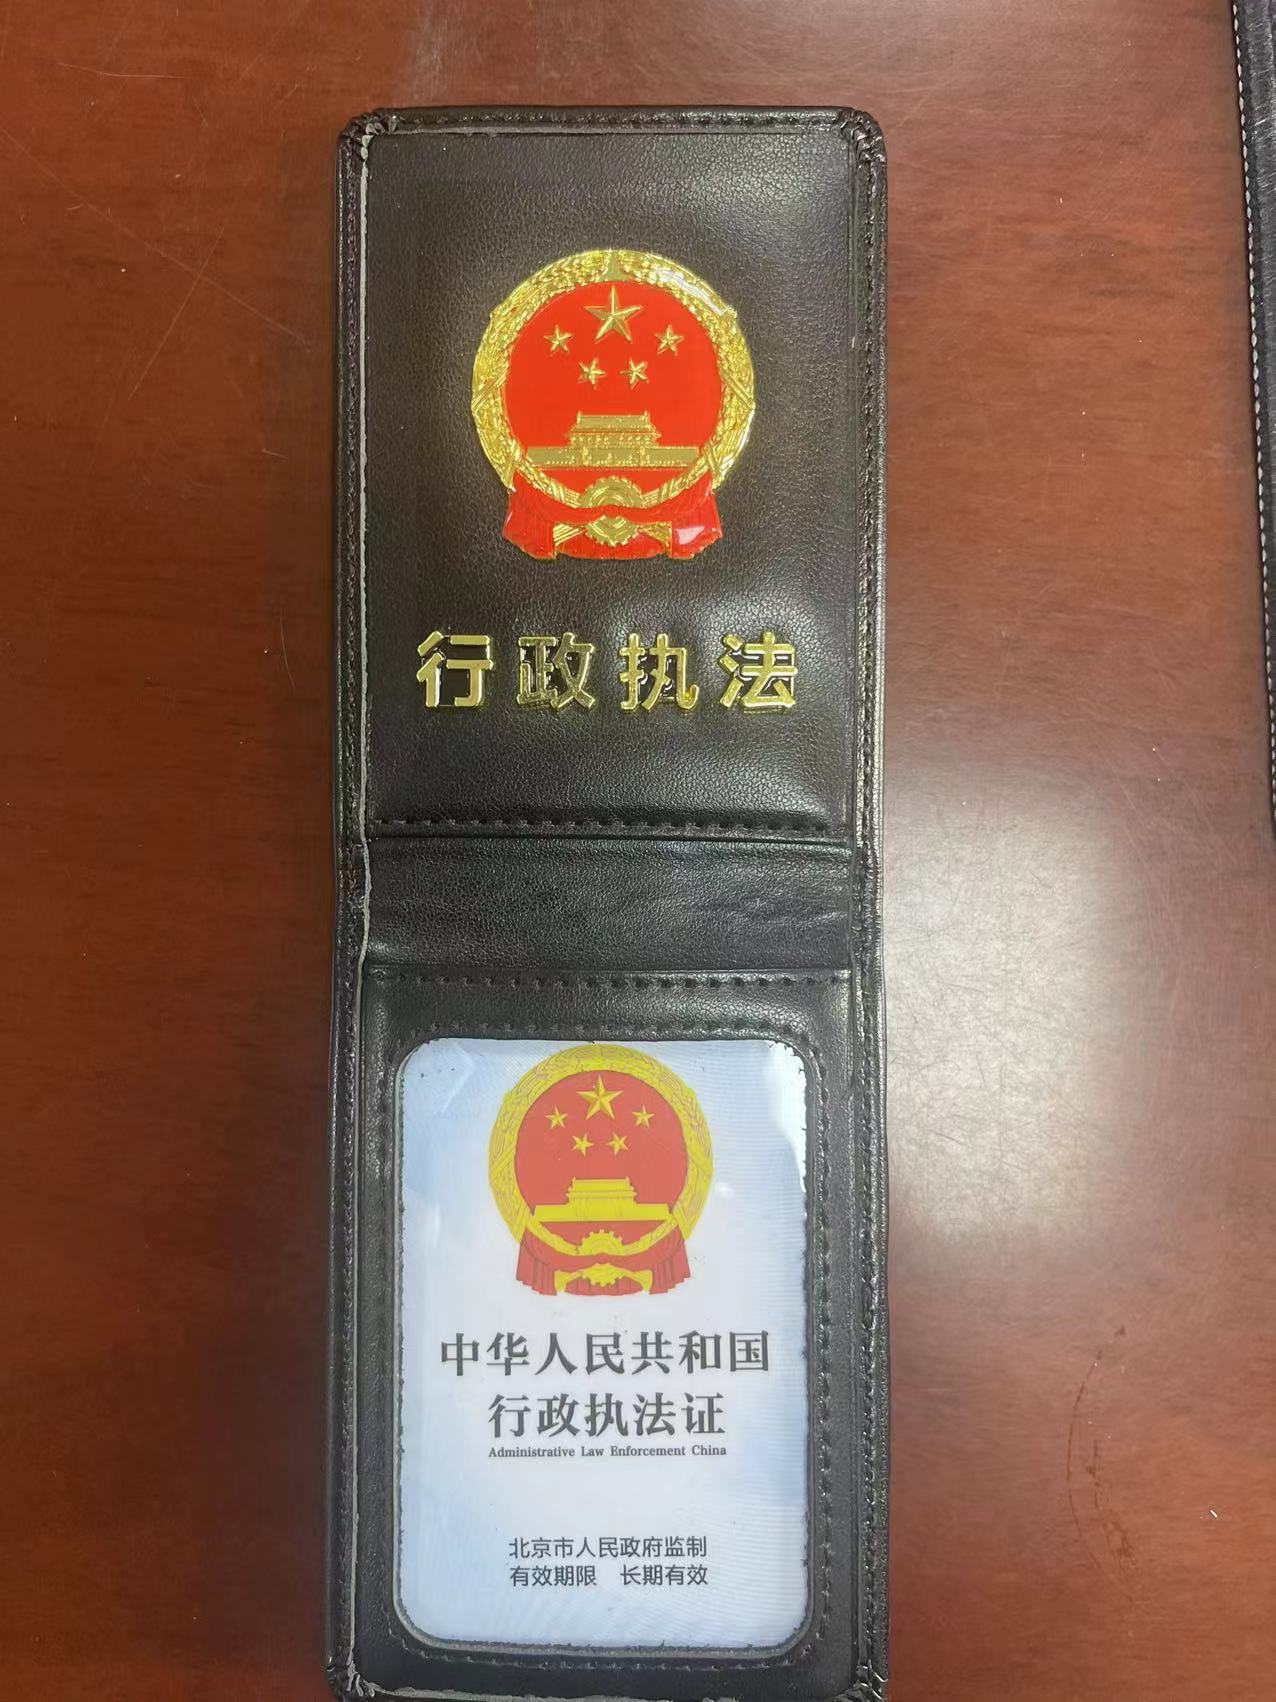 行政执法
中华人民共和国
行政执法证
Administrative Law Enforcement China
北京市人民政府监制
有效期限 长期有效